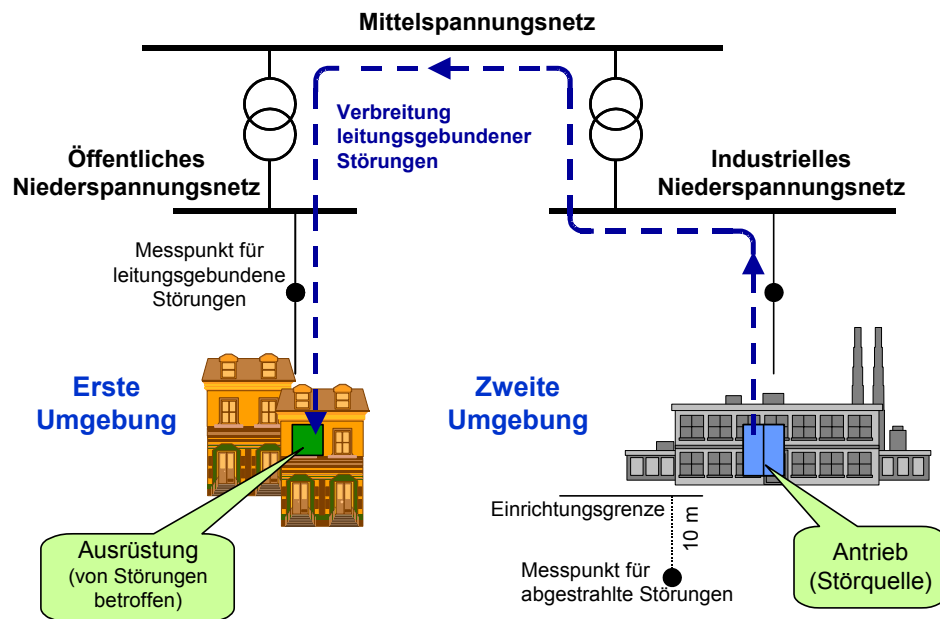 Mittelspannungsnetz
Verbreitung
leitungsgebundener
Störungen
Öffentliches
Niederspannungsnetz
Industrielles
Niederspannungsnetz
Messpunkt für
leitungsgebundene
Störungen
Erste
Umgebung
Zweite
Umgebung
Einrichtungsgrenze
10 m
Messpunkt für
abgestrahlte Störungen
Ausrüstung
(von Störungen
betroffen)
Antrieb
(Störquelle)